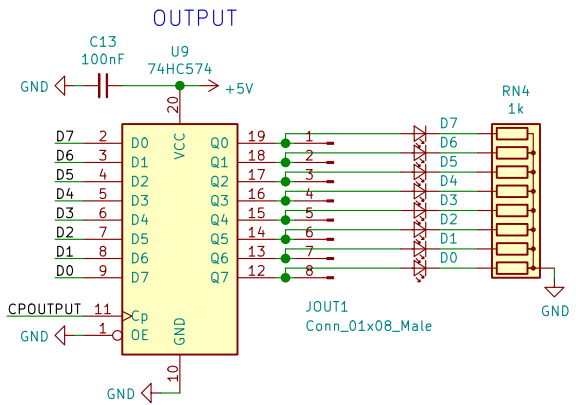 OUTPUT
C13
100nF
U9
74HC574
GND
+5V
RN4
1k
20
VCC
D7 2 D0 Q0 19 1 D7
D6 3 D1 Q1 18 2 D6
D5 4 D2 Q2 17 3 D5
D4 5 D3 Q3 16 4 D4
D3 6 D4 Q4 15 5 D3
D2 7 D5 Q5 14 6 D2
D1 8 D6 Q6 13 7 D1
D0 9 D7 Q7 12 8 D0
CPOUTPUT 11 Cp
GND 1 OE
GND
10
GND
JOUT1
Conn_01x08_Male
GND